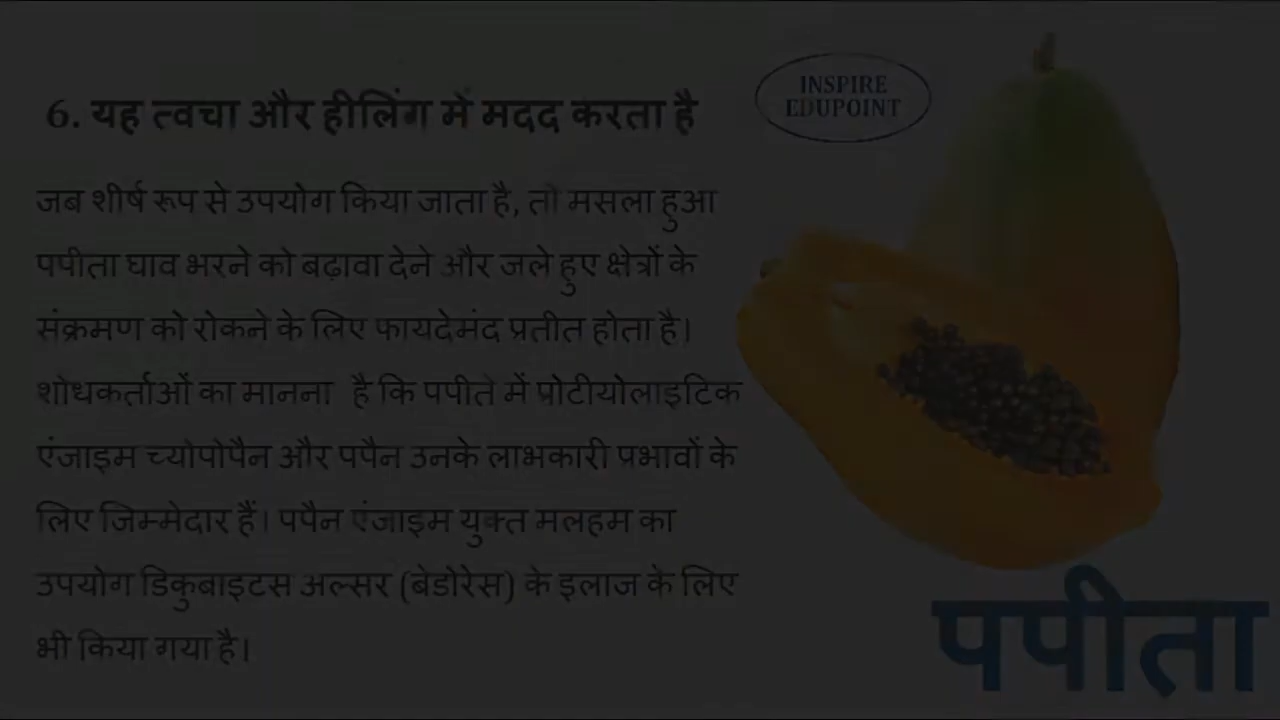 INSPIRE
EDUPOINT
6. यह त्वचा और हीलिंग में मदद करता है
जब शीर्ष रूप से उपयोग किया जाता है, तो मसला हुआ
पपीता घाव भरने को बढ़ावा देने और जले हुए क्षेत्रों के
संक्रमण को रोकने के लिए फायदेमंद प्रतीत होता है।
शोधकर्ताओं का मानना है कि पपीते में प्रोटीयोलाइटिक
एंजाइम च्योपोपैन और पपैन उनके लाभकारी प्रभावों के
लिए जिम्मेदार हैं। पपैन एंजाइम युक्त मलहम का
उपयोग डिकुबाइटस अल्सर (बेडोरेस) के इलाज के लिए
भी किया गया है।
पपीता